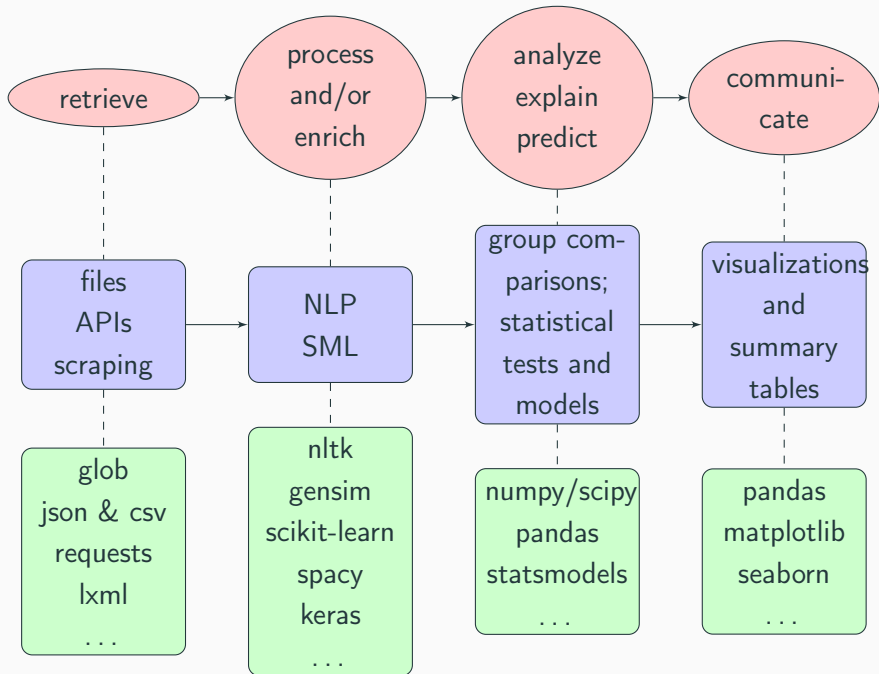 retrieve
process
and/or
enrich
analyze
explain
predict
communi-
cate
files
APIs
scraping
NLP
SML
group com-
parisons;
statistical
tests and
models
visualizations
and
summary
tables
glob
json & csv
requests
lxml
. . .
nltk
gensim
scikit-learn
spacy
keras
. . .
numpy/scipy
pandas
statsmodels
. . .
pandas
matplotlib
seaborn
. . .